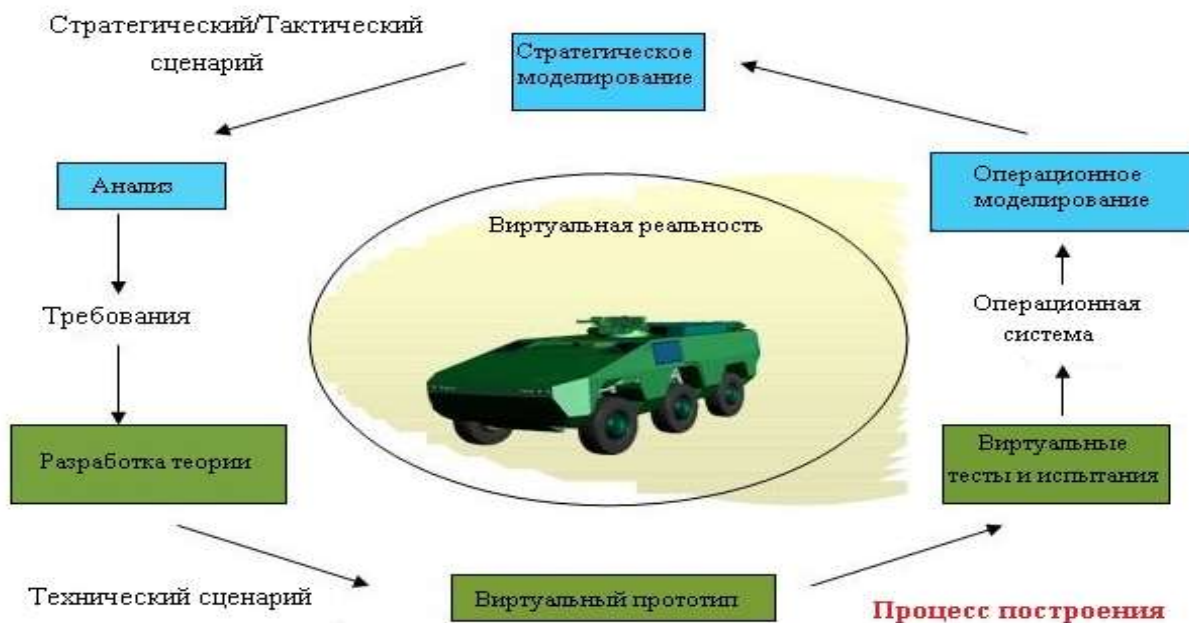 Стратегический/Тактический
сценарий
Стратегическое
моделирование
Анализ
Операционное
моделирование
Виртуальная реальность
Требования
Операционная
система
Разработка теории
Виртуальные
тесты и испытания
Технический сценарий
Виртуальный прототип
Процесс построения